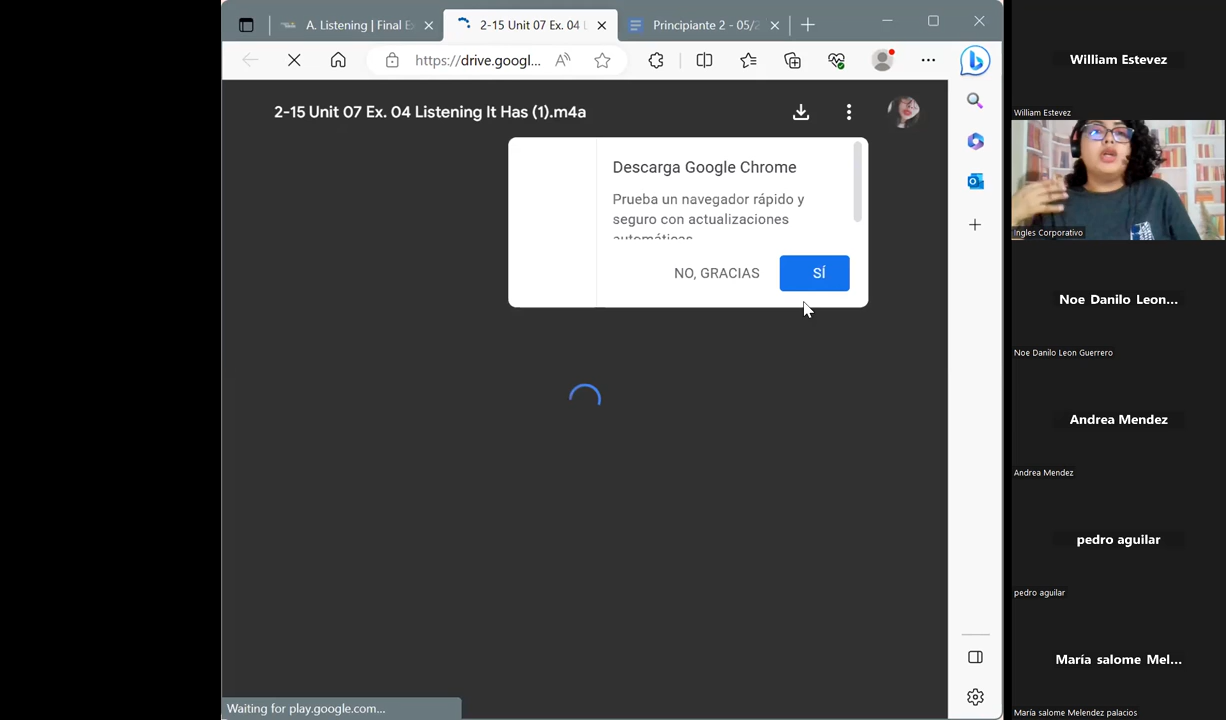 A. Listening | Final E
2-15 Unit 07 Ex. 04 L
Principiante 2 - 05/2
https://drive.googl...
2-15 Unit 07 Ex. 04 Listening It Has (1).m4a
Descarga Google Chrome
Prueba un navegador rápido y
seguro con actualizaciones
automáticas
NO, GRACIAS
SÍ
Waiting for play.google.com...
William Estevez
William Estevez
Ingles Corporativo
Noe Danilo Leon...
Noe Danilo Leon Guerrero
Andrea Mendez
Andrea Mendez
pedro aguilar
pedro aguilar
María salome Mel...
María salome Melendez palacios